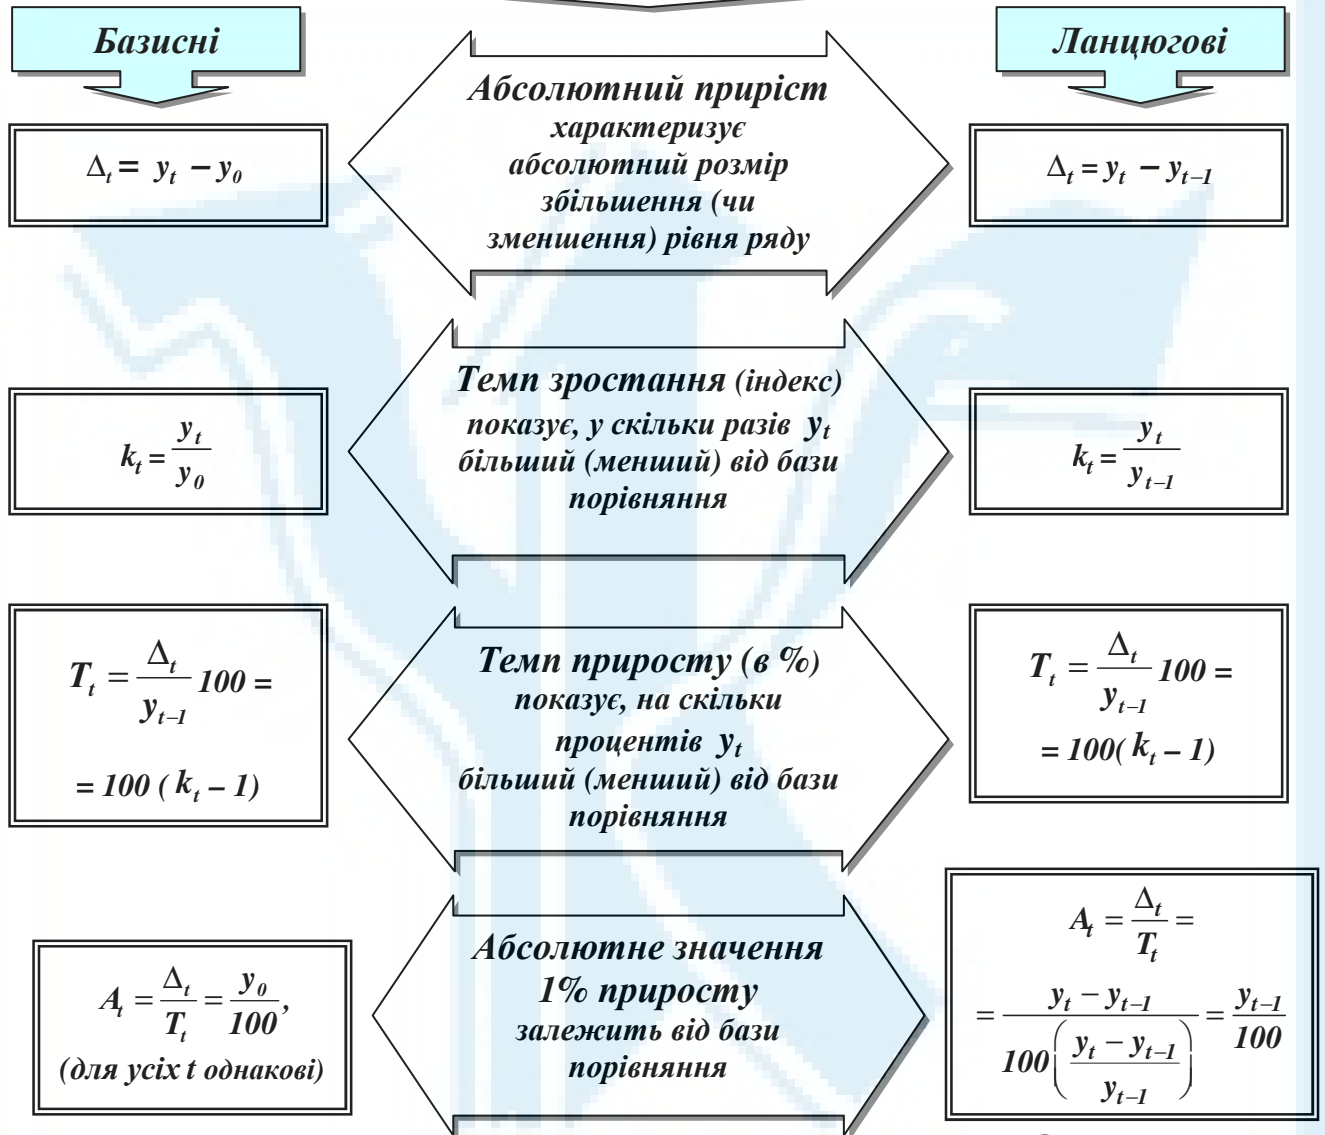 Базисні
Ланцюгові
Абсолютний приріст
характеризує
абсолютний розмір
збільшення (чи
зменшення) рівня ряду
Δt = yt – y0
Δt = yt – yt–1
Темп зростання (індекс)
показує, у скільки разів yt
більший (менший) від бази
порівняння
kt = yt / y0
kt = yt / yt–1
Темп приросту (в %)
показує, на скільки
процентів yt
більший (менший) від бази
порівняння
Tt = Δt / yt–1 100 =
= 100 ( kt – 1)
Tt = Δt / yt–1 100 =
= 100( kt – 1)
Абсолютне значення
1% приросту
залежить від бази
порівняння
At = Δt / Tt = y0 / 100,
(для усіх t однакові)
At = Δt / Tt =
= yt – yt–1 / 100( yt – yt–1 / yt–1 ) = yt–1 / 100